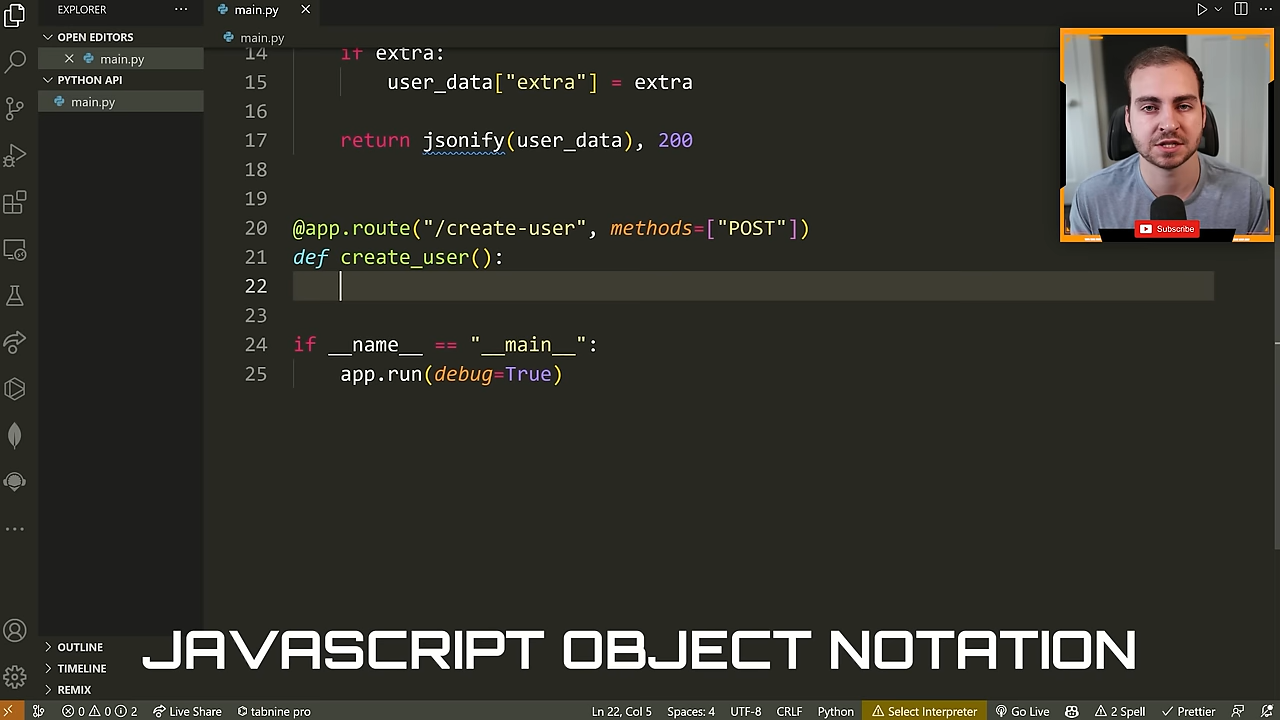 EXPLORER
···
main.py
OPEN EDITORS
main.py
PYTHON API
main.py
main.py
14 if extra:
15 user_data["extra"] = extra
16
17 return jsonify(user_data), 200
18
19
20 @app.route("/create-user", methods=["POST"])
21 def create_user():
22
23
24 if __name__ == "__main__":
25 app.run(debug=True)
Subscribe
JAVASCRIPT OBJECT NOTATION
OUTLINE
TIMELINE
REMIX
0 0 2 Live Share tabnine pro Ln 22, Col 5 Spaces: 4 UTF-8 CRLF Python Select Interpreter Go Live 2 Spell Prettier